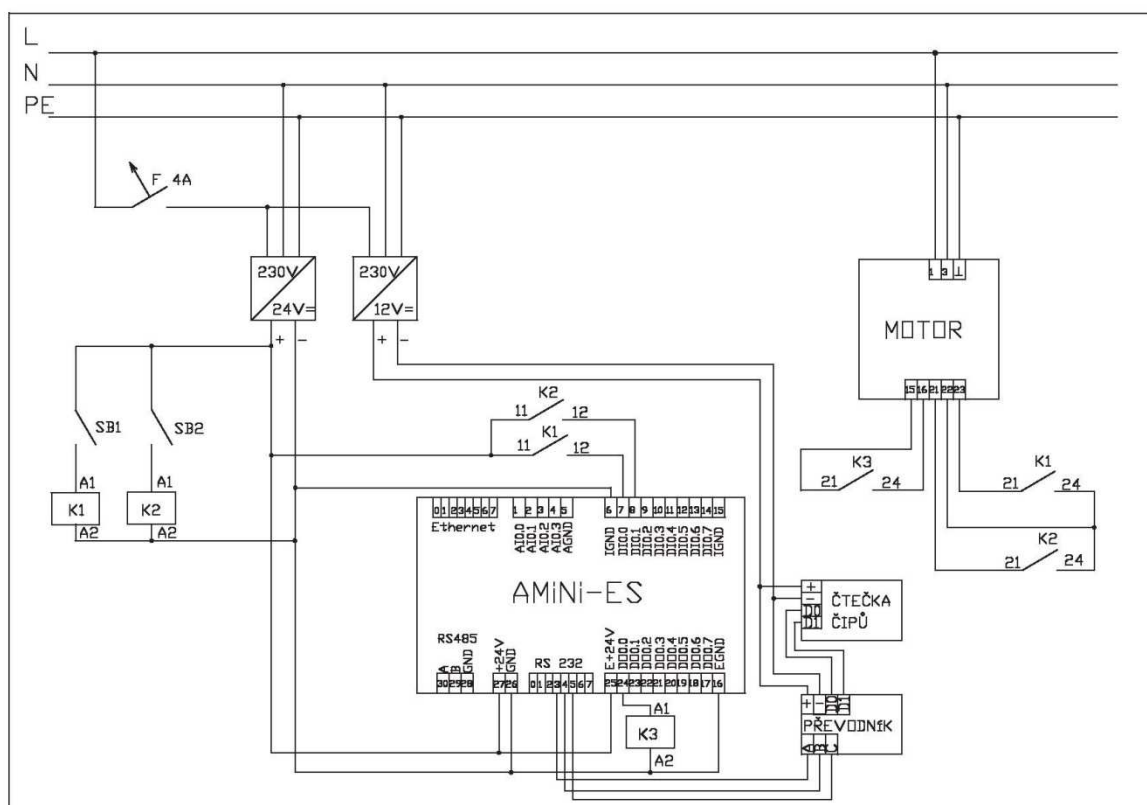 L
N
PE
F 4A
230V
24V=
230V
12V=
+ −
+ −
1 3 ⊥
MOTOR
15 16 21 22 23
SB1
SB2
K2
11 12
K1
11 12
K3
21 24
K1
21 24
K2
21 24
A1
K1
A2
A1
K2
A2
0 1 2 3 4 5 6 7
Ethernet
1 2 3 4 5
AI0.0 AI0.1 AI0.2 AI0.3 AGND
6 7 8 9 10 11 12 13 14 15
IGND DI0.0 DI0.1 DI0.2 DI0.3 DI0.4 DI0.5 DI0.6 DI0.7 IGND
AMiNi-ES
RS485
A B GND
30 29 28
+24V GND
27 26
RS 232
0 1 2 3 4 5 6 7
E+24V DO0.0 DO0.1 DO0.2 DO0.3 DO0.4 DO0.5 DO0.6 DO0.7 EGND
25 24 23 22 21 20 19 18 17 16
A1
K3
A2
+
−
D0
D1
ČTEČKA
ČIPŮ
+ − D0 D1
PŘEVODNÍK
A B C